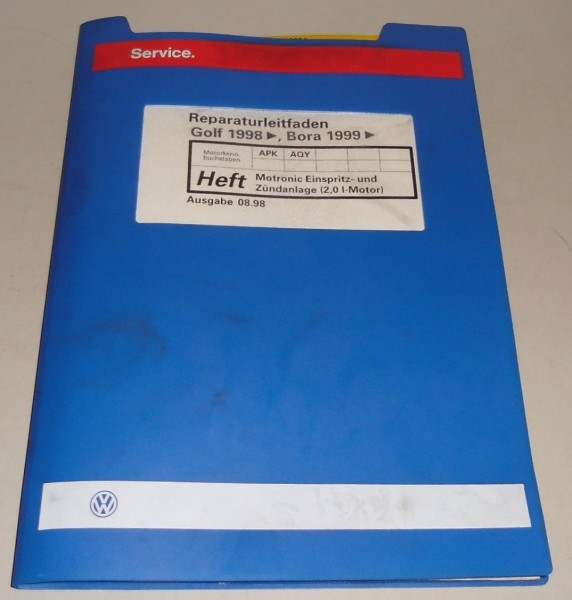 Service.
Reparaturleitfaden
Golf 1998 ►, Bora 1999 ►
Motorkenn-
buchstaben
APK AQY
Heft Motronic Einspritz- und
Zündanlage (2,0 l-Motor)
Ausgabe 08.98
VW